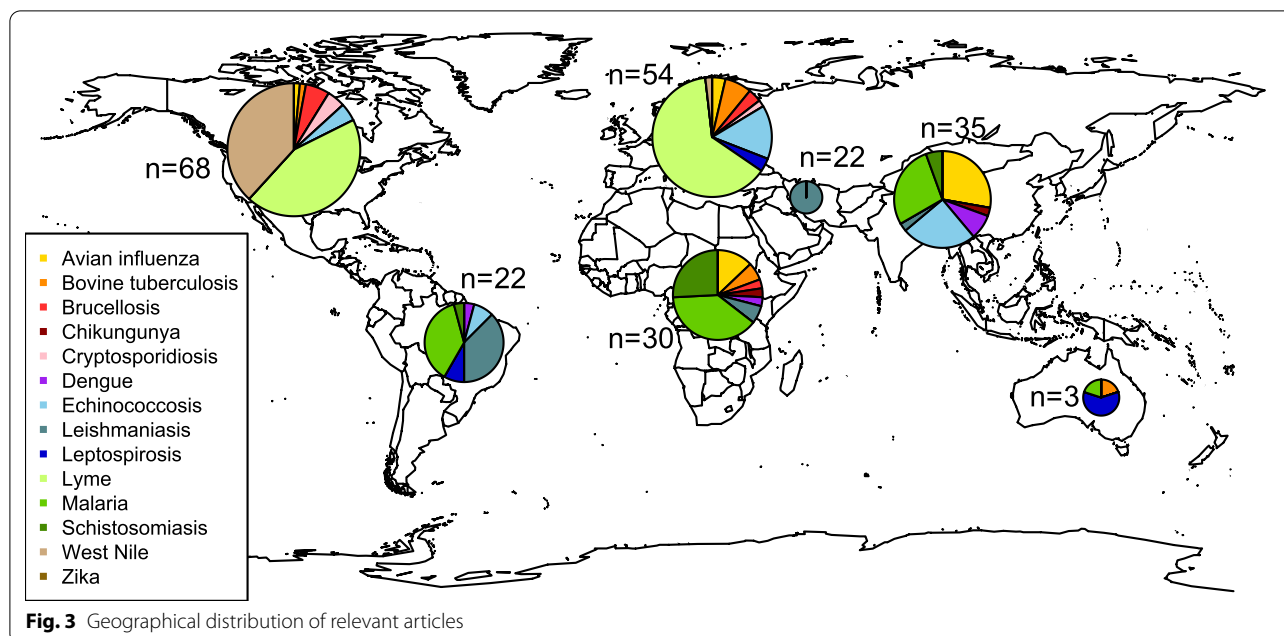 n=54
n=35
n=68
n=22
n=22
n=30
n=3
Avian influenza
Bovine tuberculosis
Brucellosis
Chikungunya
Cryptosporidiosis
Dengue
Echinococcosis
Leishmaniasis
Leptospirosis
Lyme
Malaria
Schistosomiasis
West Nile
Zika
Fig. 3 Geographical distribution of relevant articles